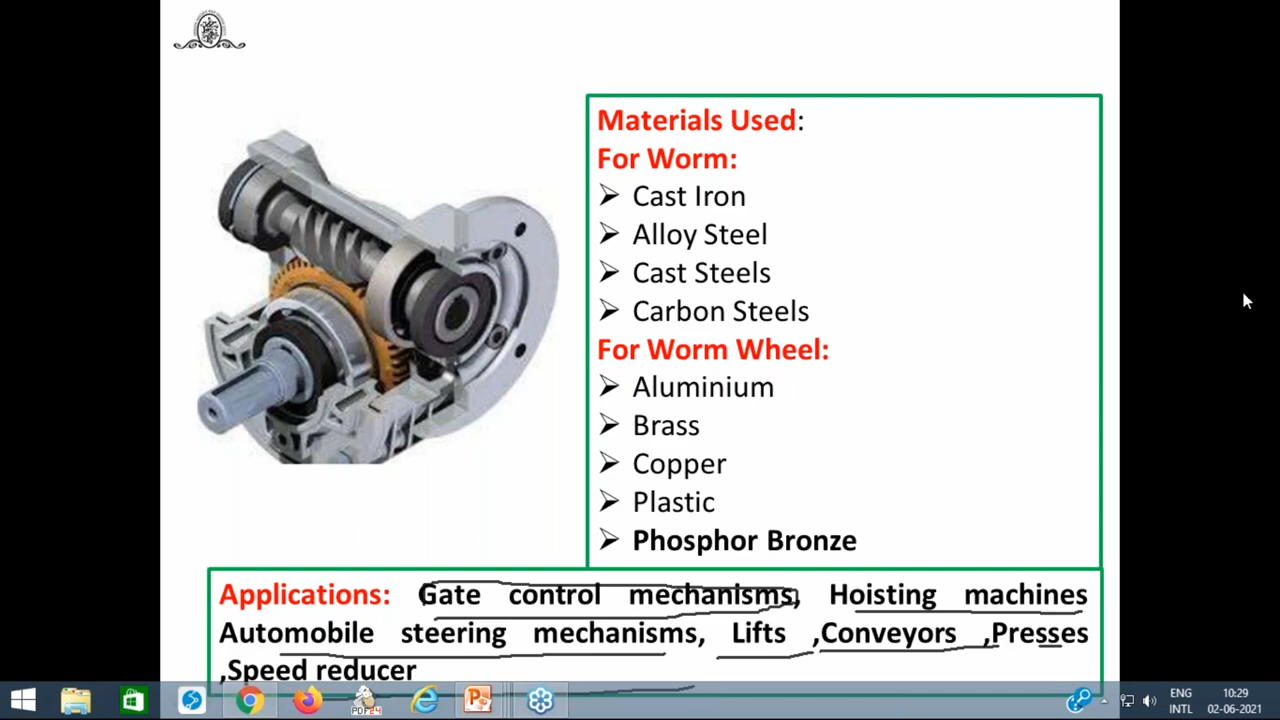 Materials Used:
For Worm:
➢ Cast Iron
➢ Alloy Steel
➢ Cast Steels
➢ Carbon Steels
For Worm Wheel:
➢ Aluminium
➢ Brass
➢ Copper
➢ Plastic
➢ Phosphor Bronze
Applications: Gate control mechanisms, Hoisting machines
Automobile steering mechanisms, Lifts ,Conveyors ,Presses
,Speed reducer
PDF24
ENG 10:29
INTL 02-06-2021